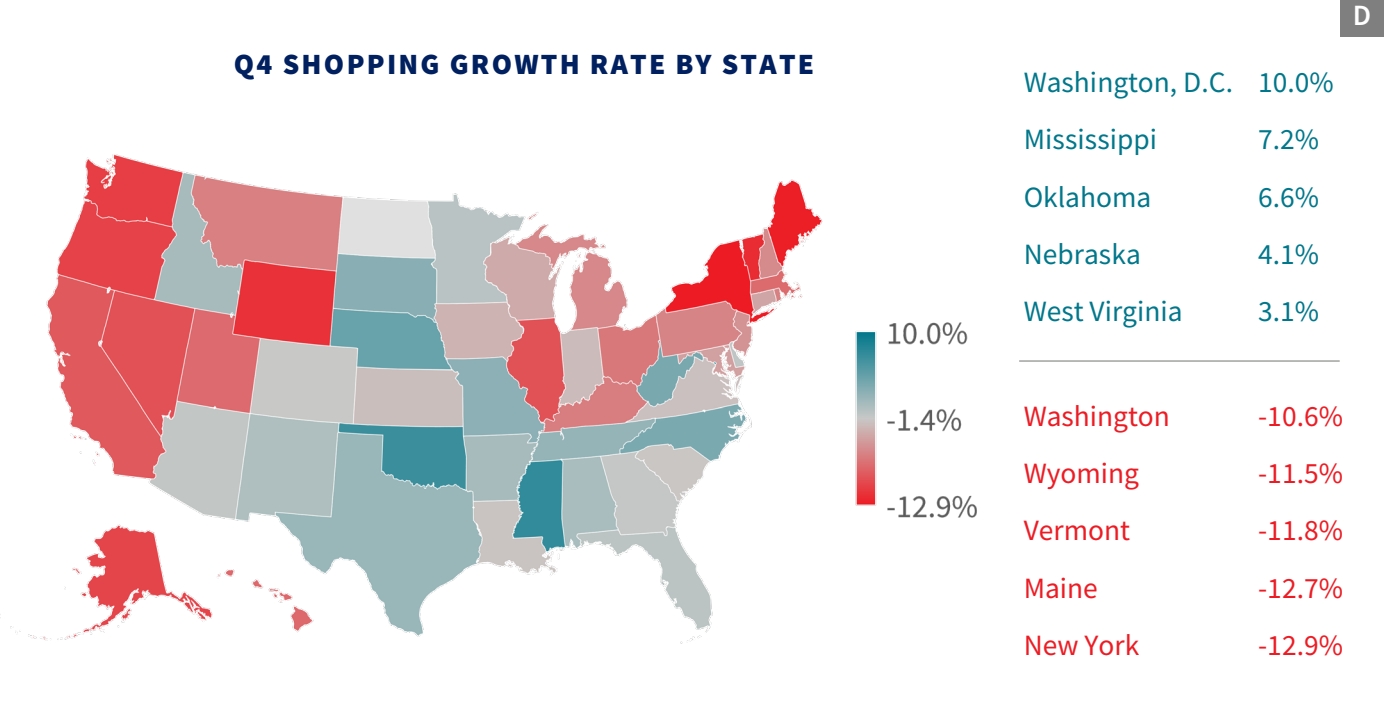 D
Q4 SHOPPING GROWTH RATE BY STATE
Washington, D.C. 10.0%
Mississippi 7.2%
Oklahoma 6.6%
Nebraska 4.1%
West Virginia 3.1%
10.0%
-1.4%
-12.9%
Washington -10.6%
Wyoming -11.5%
Vermont -11.8%
Maine -12.7%
New York -12.9%